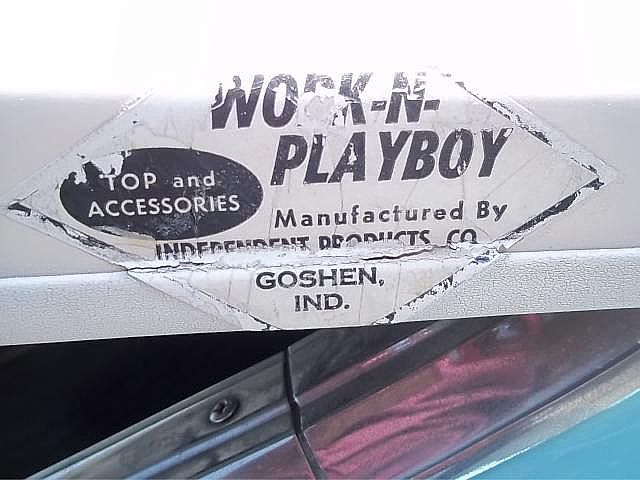 WORK-N-
PLAYBOY
TOP and
ACCESSORIES
Manufactured By
INDEPENDENT PRODUCTS CO.
GOSHEN,
IND.